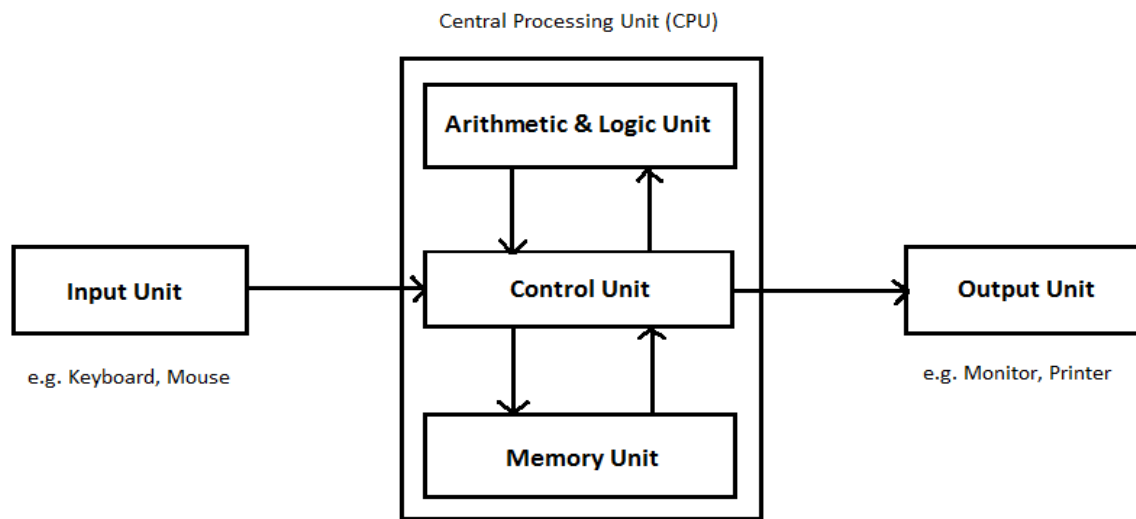 Central Processing Unit (CPU)
Arithmetic & Logic Unit
Input Unit
Control Unit
Output Unit
e.g. Keyboard, Mouse
e.g. Monitor, Printer
Memory Unit